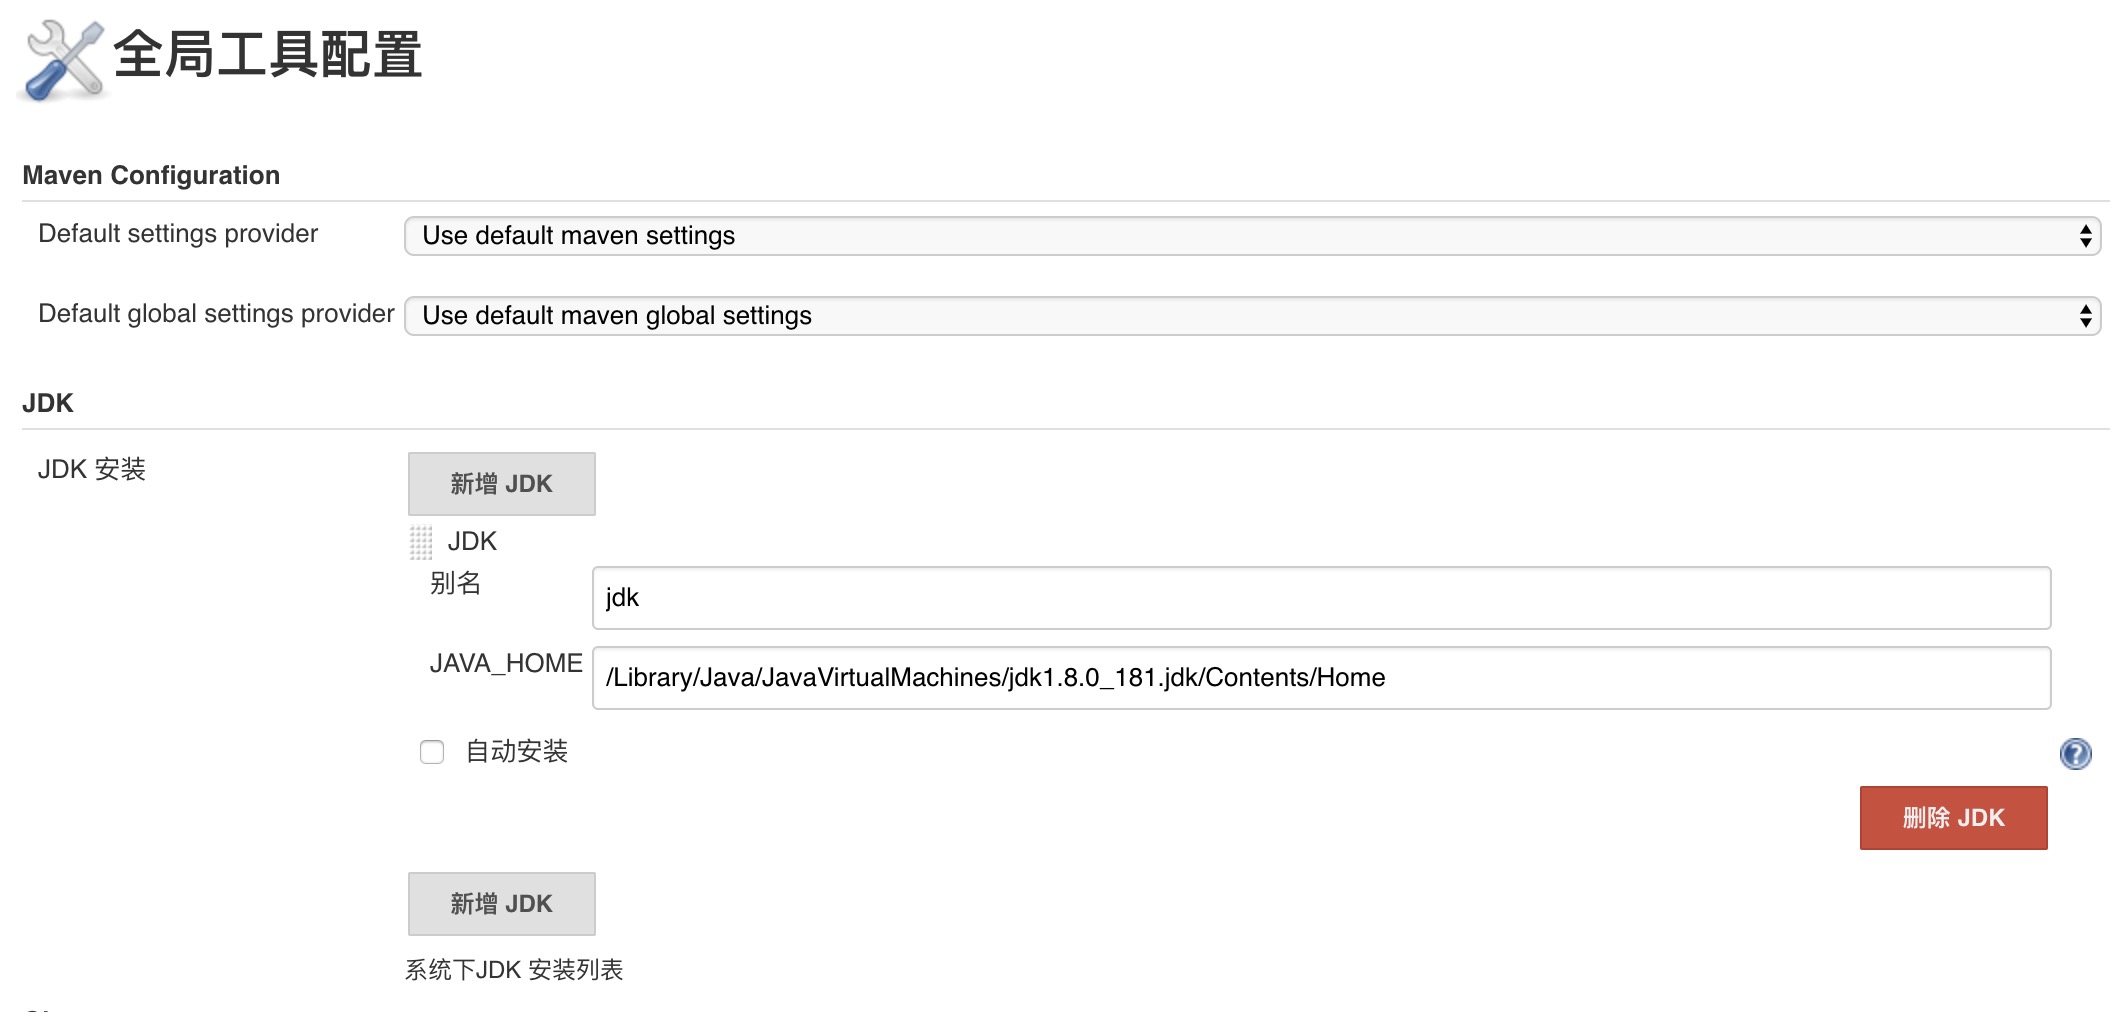 全局工具配置
Maven Configuration
Default settings provider Use default maven settings
Default global settings provider Use default maven global settings
JDK
JDK 安装
新增 JDK
JDK
别名 jdk
JAVA_HOME /Library/Java/JavaVirtualMachines/jdk1.8.0_181.jdk/Contents/Home
自动安装
删除 JDK
新增 JDK
系统下JDK 安装列表